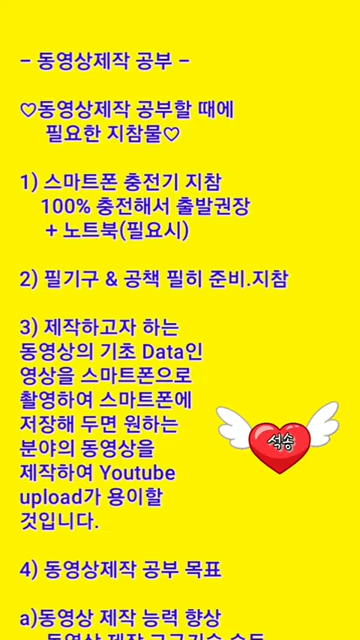 – 동영상제작 공부 –
♡동영상제작 공부할 때에
필요한 지참물♡
1) 스마트폰 충전기 지참
100% 충전해서 출발권장
+ 노트북(필요시)
2) 필기구 & 공책 필히 준비.지참
3) 제작하고자 하는
동영상의 기초 Data인
영상을 스마트폰으로
촬영하여 스마트폰에
저장해 두면 원하는
분야의 동영상을
제작하여 Youtube
upload가 용이할
것입니다.
석송
4) 동영상제작 공부 목표
a)동영상 제작 능력 향상